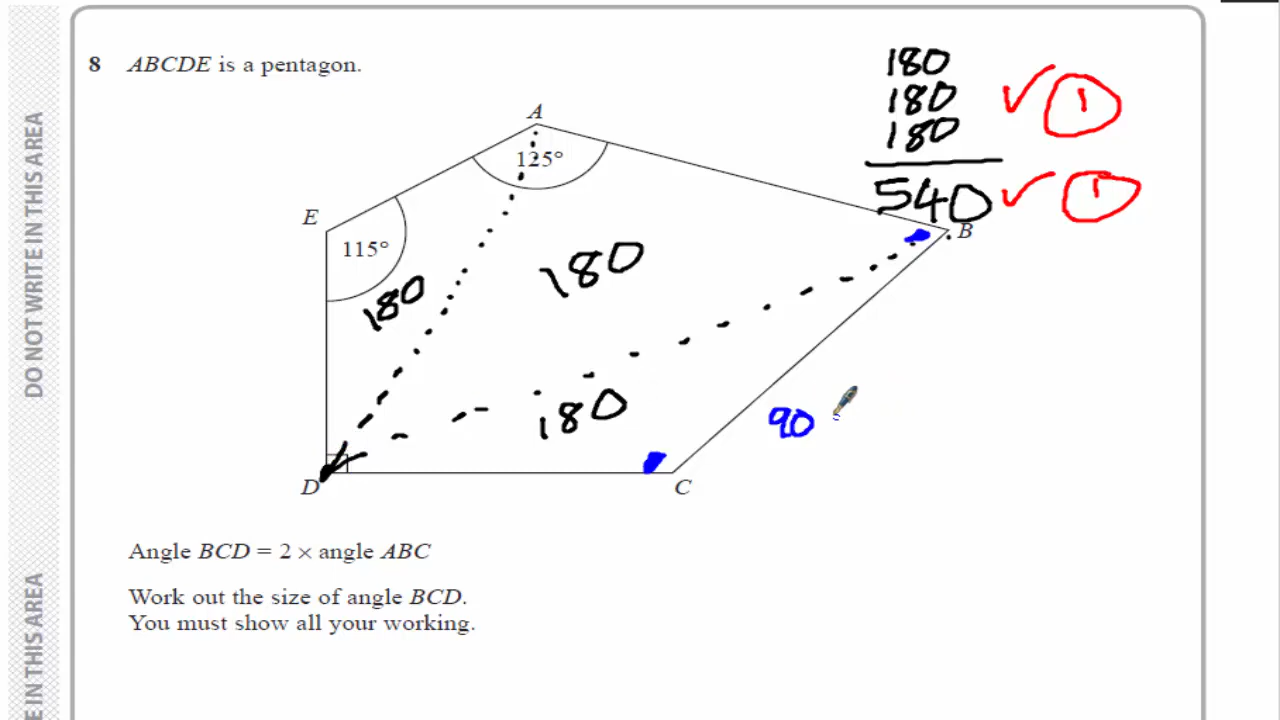 8 ABCDE is a pentagon.
180
180
180
540
1
1
A
125°
E
115°
B
180
180
180
90
D
C
Angle BCD = 2 × angle ABC
Work out the size of angle BCD.
You must show all your working.
DO NOT WRITE IN THIS AREA
E IN THIS AREA